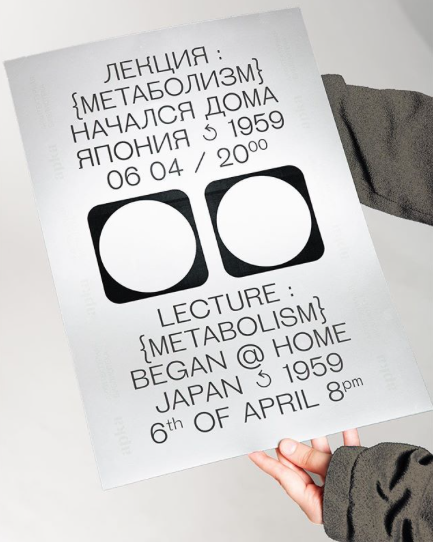 ЛЕКЦИЯ :
{МЕТАБОЛИЗМ}
НАЧАЛСЯ ДОМА
ЯПОНИЯ ↺ 1959
06 04 / 20⁰⁰
LECTURE :
{METABOLISM}
BEGAN @ HOME
JAPAN ↺ 1959
6ᵗʰ OF APRIL 8ᵖᵐ